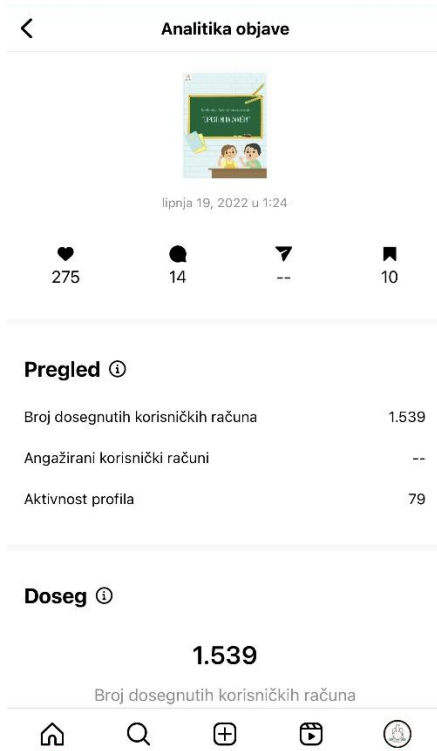 Analitika objave
lipnja 19, 2022 u 1:24
275 14 -- 10
Pregled
Broj dosegnutih korisničkih računa 1.539
Angažirani korisnički računi --
Aktivnost profila 79
Doseg
1.539
Broj dosegnutih korisničkih računa